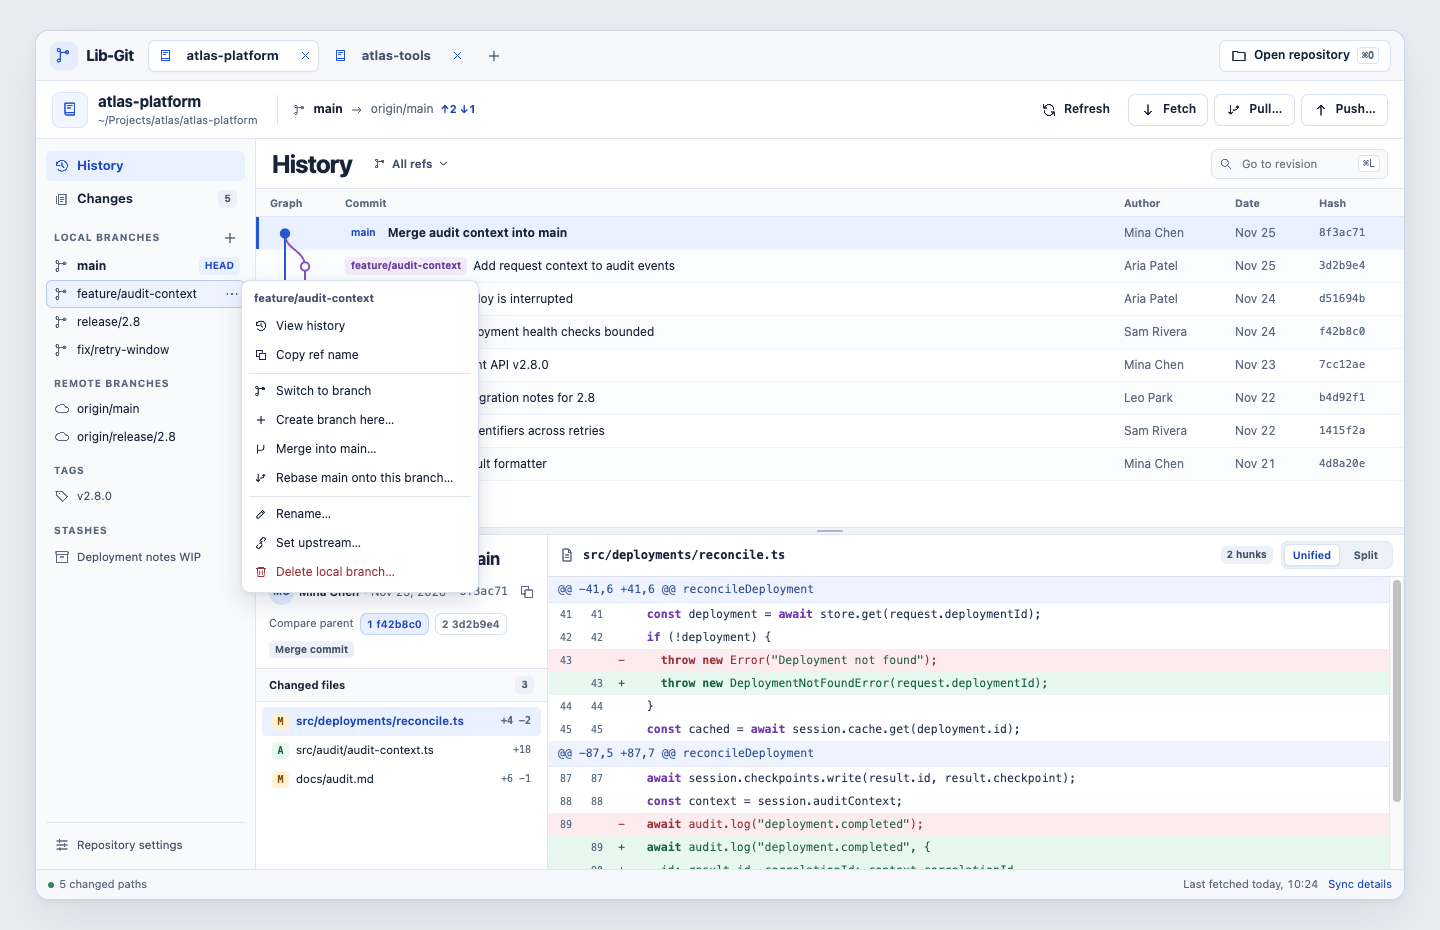 Lib-Git
atlas-platform
atlas-tools
Open repository ⌘O
atlas-platform
~/Projects/atlas/atlas-platform
main → origin/main ↑2 ↓1
Refresh
Fetch
Pull...
Push...
History
Changes 5
LOCAL BRANCHES
main HEAD
feature/audit-context ...
release/2.8
fix/retry-window
REMOTE BRANCHES
origin/main
origin/release/2.8
TAGS
v2.8.0
STASHES
Deployment notes WIP
Repository settings
History
All refs
Go to revision ⌘L
Graph Commit Author Date Hash
main Merge audit context into main Mina Chen Nov 25 8f3ac71
feature/audit-context Add request context to audit events Aria Patel Nov 25 3d2b9e4
loy is interrupted Aria Patel Nov 24 d51694b
oyment health checks bounded Sam Rivera Nov 24 f42b8c0
nt API v2.8.0 Mina Chen Nov 23 7cc12ae
gration notes for 2.8 Leo Park Nov 22 b4d92f1
entifiers across retries Sam Rivera Nov 22 1415f2a
ult formatter Mina Chen Nov 21 4d8a20e
feature/audit-context
View history
Copy ref name
Switch to branch
Create branch here...
Merge into main...
Rebase main onto this branch...
Rename...
Set upstream...
Delete local branch...
ain
Compare parent 1 f42b8c0 2 3d2b9e4
Merge commit
Changed files 3
M src/deployments/reconcile.ts +4 −2
A src/audit/audit-context.ts +18
M docs/audit.md +6 −1
src/deployments/reconcile.ts
2 hunks
Unified
Split
@@ −41,6 +41,6 @@ reconcileDeployment
41 41 const deployment = await store.get(request.deploymentId);
42 42 if (!deployment) {
43 − throw new Error("Deployment not found");
43 + throw new DeploymentNotFoundError(request.deploymentId);
44 44 }
45 45 const cached = await session.cache.get(deployment.id);
@@ −87,5 +87,7 @@ reconcileDeployment
87 87 await session.checkpoints.write(result.id, result.checkpoint);
88 88 const context = session.auditContext;
89 − await audit.log("deployment.completed");
89 + await audit.log("deployment.completed", {
5 changed paths
Last fetched today, 10:24
Sync details